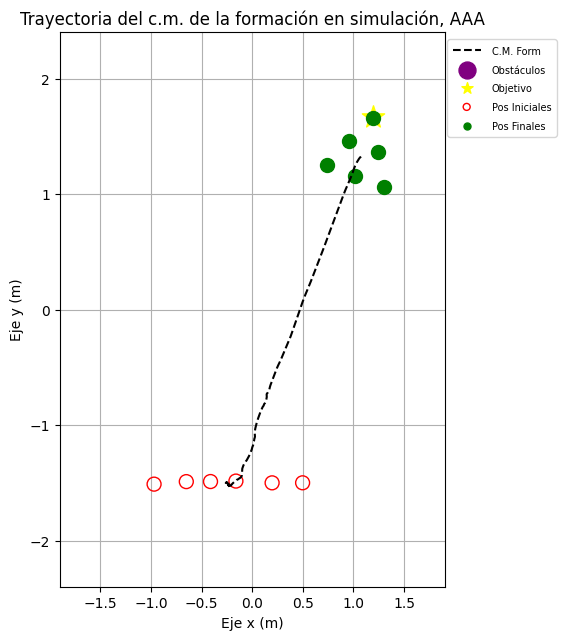 Trayectoria del c.m. de la formación en simulación, AAA
C.M. Form
Obstáculos
Objetivo
Pos Iniciales
Pos Finales
Eje y (m)
2
1
0
−1
−2
−1.5
−1.0
−0.5
0.0
0.5
1.0
1.5
Eje x (m)